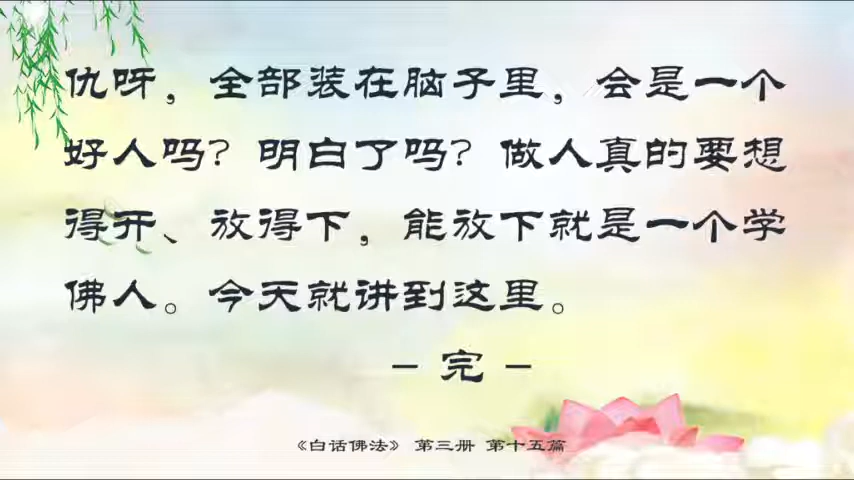 仇呀，全部装在脑子里，会是一个
好人吗？明白了吗？做人真的要想
得开、放得下，能放下就是一个学
佛人。今天就讲到这里。
- 完 -
《白话佛法》 第三册 第十五篇